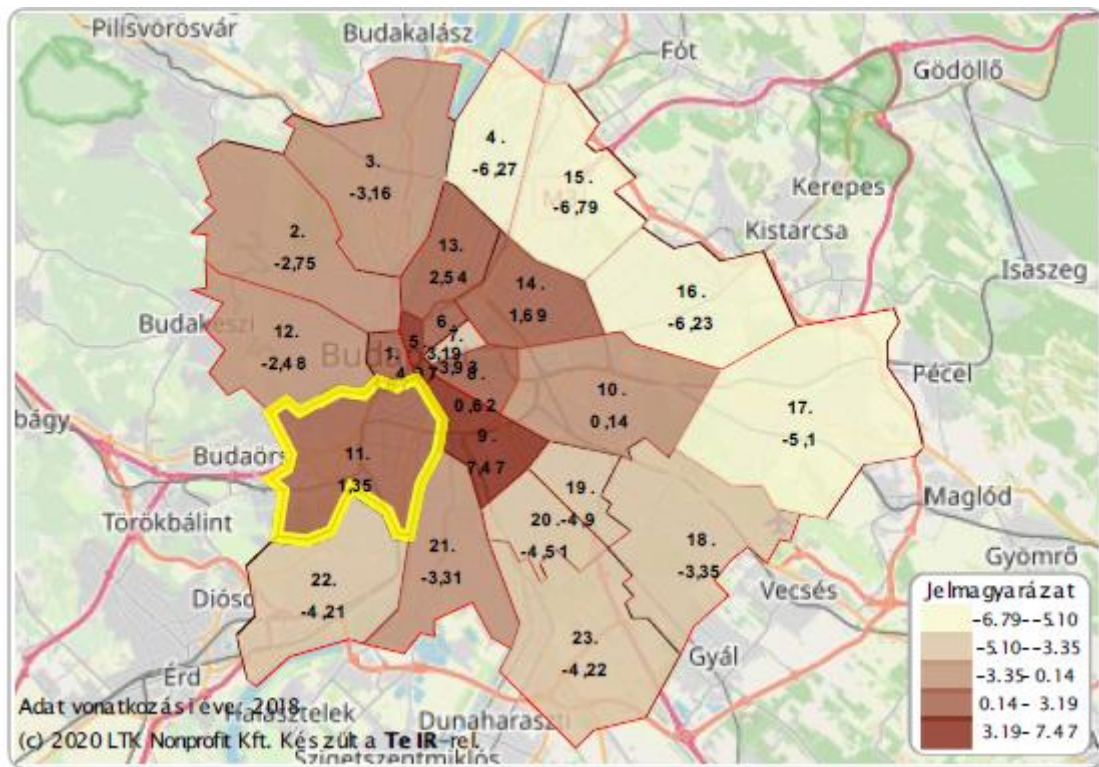 Pilisvörösvár
Budakalász
Fót
Gödöllő
4.
-6,27
3.
-3,16
15.
-6,79
Kerepes
Kistarcsa
2.
-2,75
13.
2,54
14.
1,69
16.
-6,23
Isaszeg
Budakeszi
12.
-2,48
5.
6.
7.
3,19
1.
-3,93
8.
0,62
10.
0,14
Pécel
17.
-5,1
bágy
Budaörs
11.
1,35
9.
7,47
Törökbálint
19.
-4,9
20.
-4,51
Maglód
21.
-3,31
18.
-3,35
Gyömrő
22.
-4,21
Diósd
Vecsés
23.
-4,22
Gyál
Érd
Jelmagyarázat
-6.79--5.10
-5.10--3.35
-3.35-0.14
0.14-3.19
3.19-7.47
Adat vonatkozási éve: 2018.
Halásztelek
Dunaharaszti
(c) 2020 LTK Nonprofit Kft. Készült a TeIR-rel.
Szigetszentmiklós